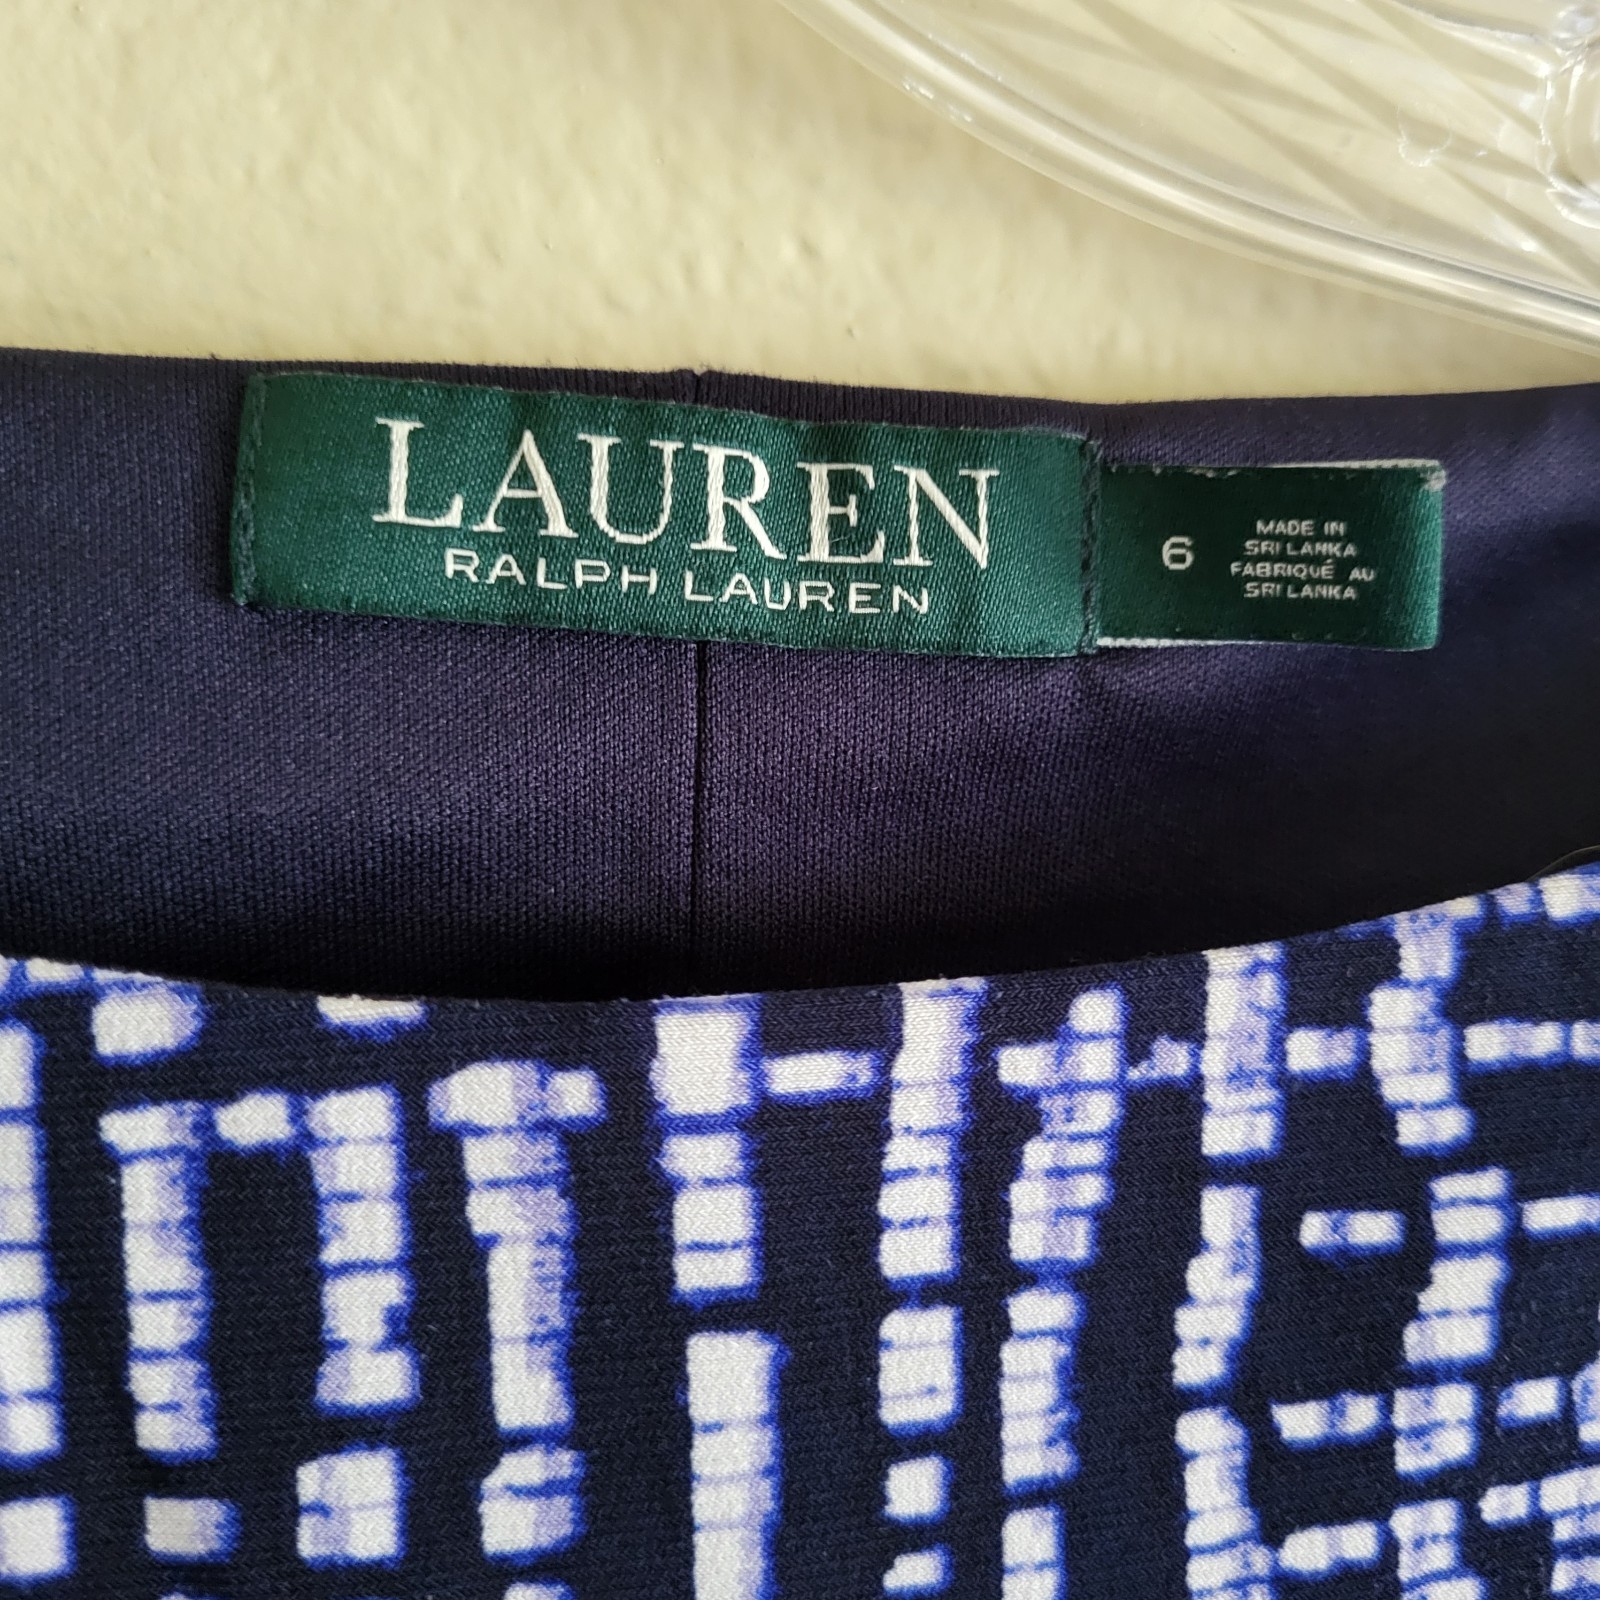 LAUREN
RALPH LAUREN
6
MADE IN
SRI LANKA
FABRIQUÉ AU
SRI LANKA